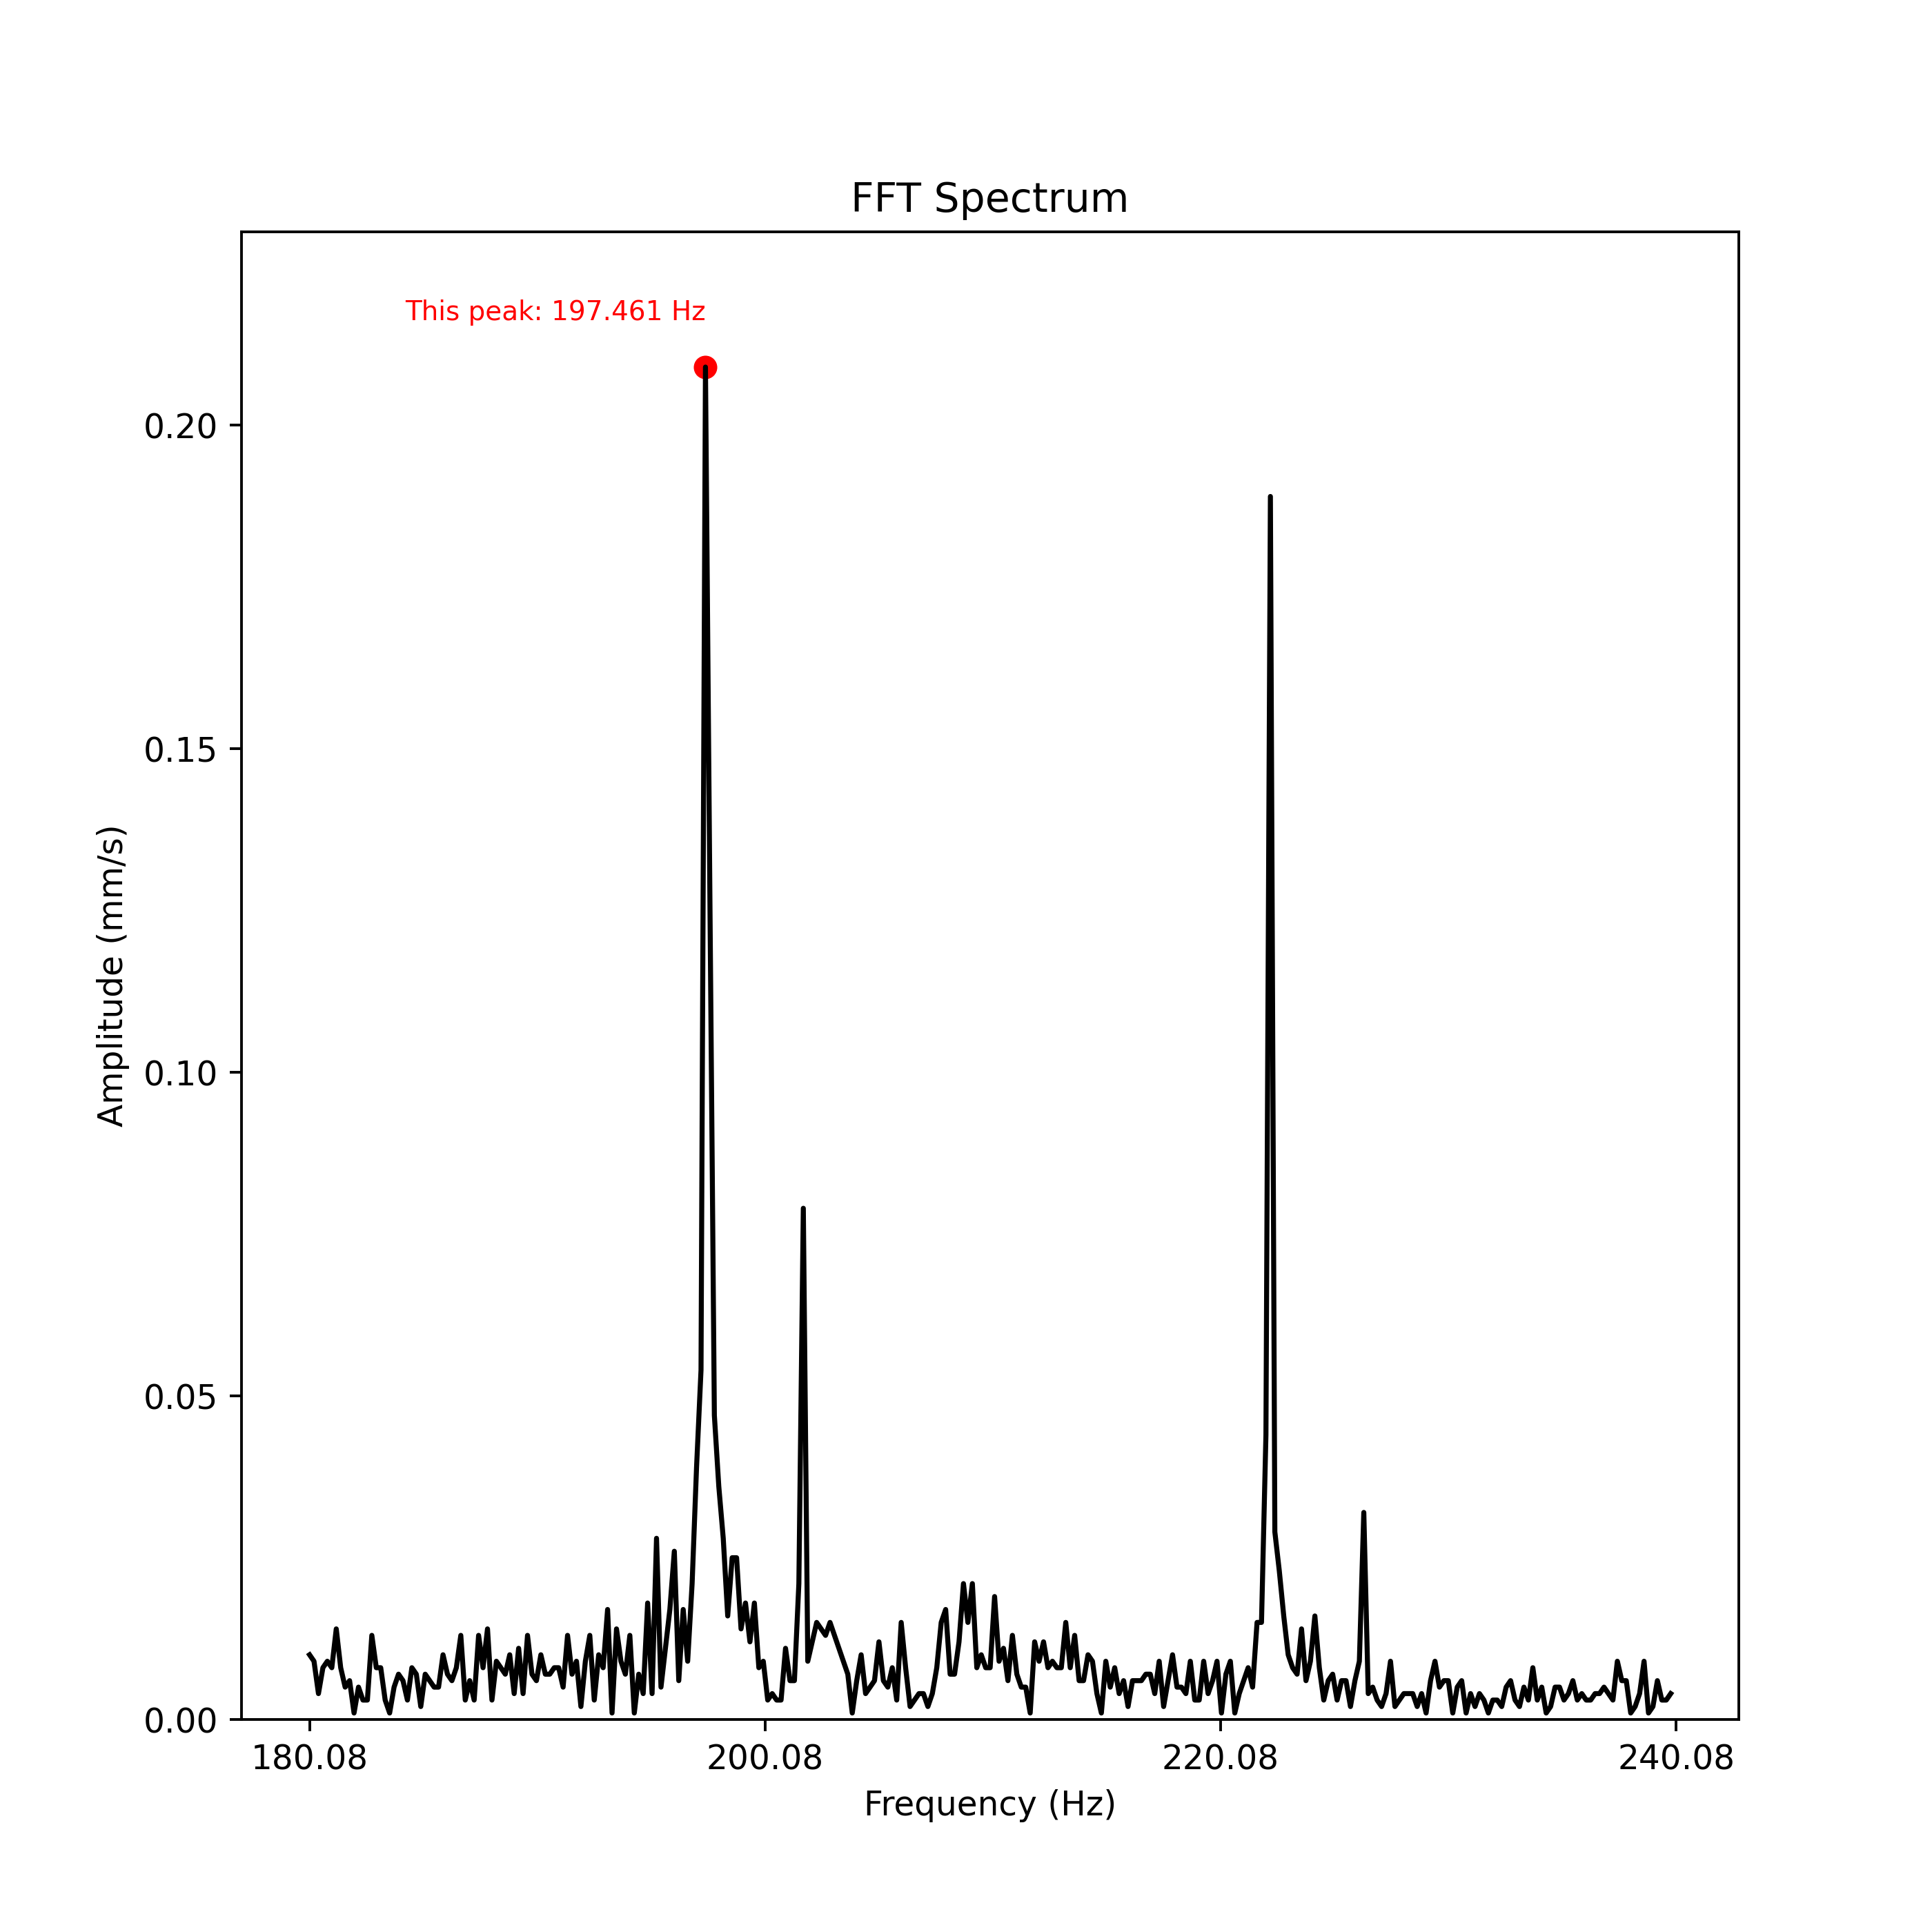 FFT Spectrum
This peak: 197.461 Hz
0.20
0.15
0.10
0.05
0.00
Amplitude (mm/s)
180.08 200.08 220.08 240.08
Frequency (Hz)